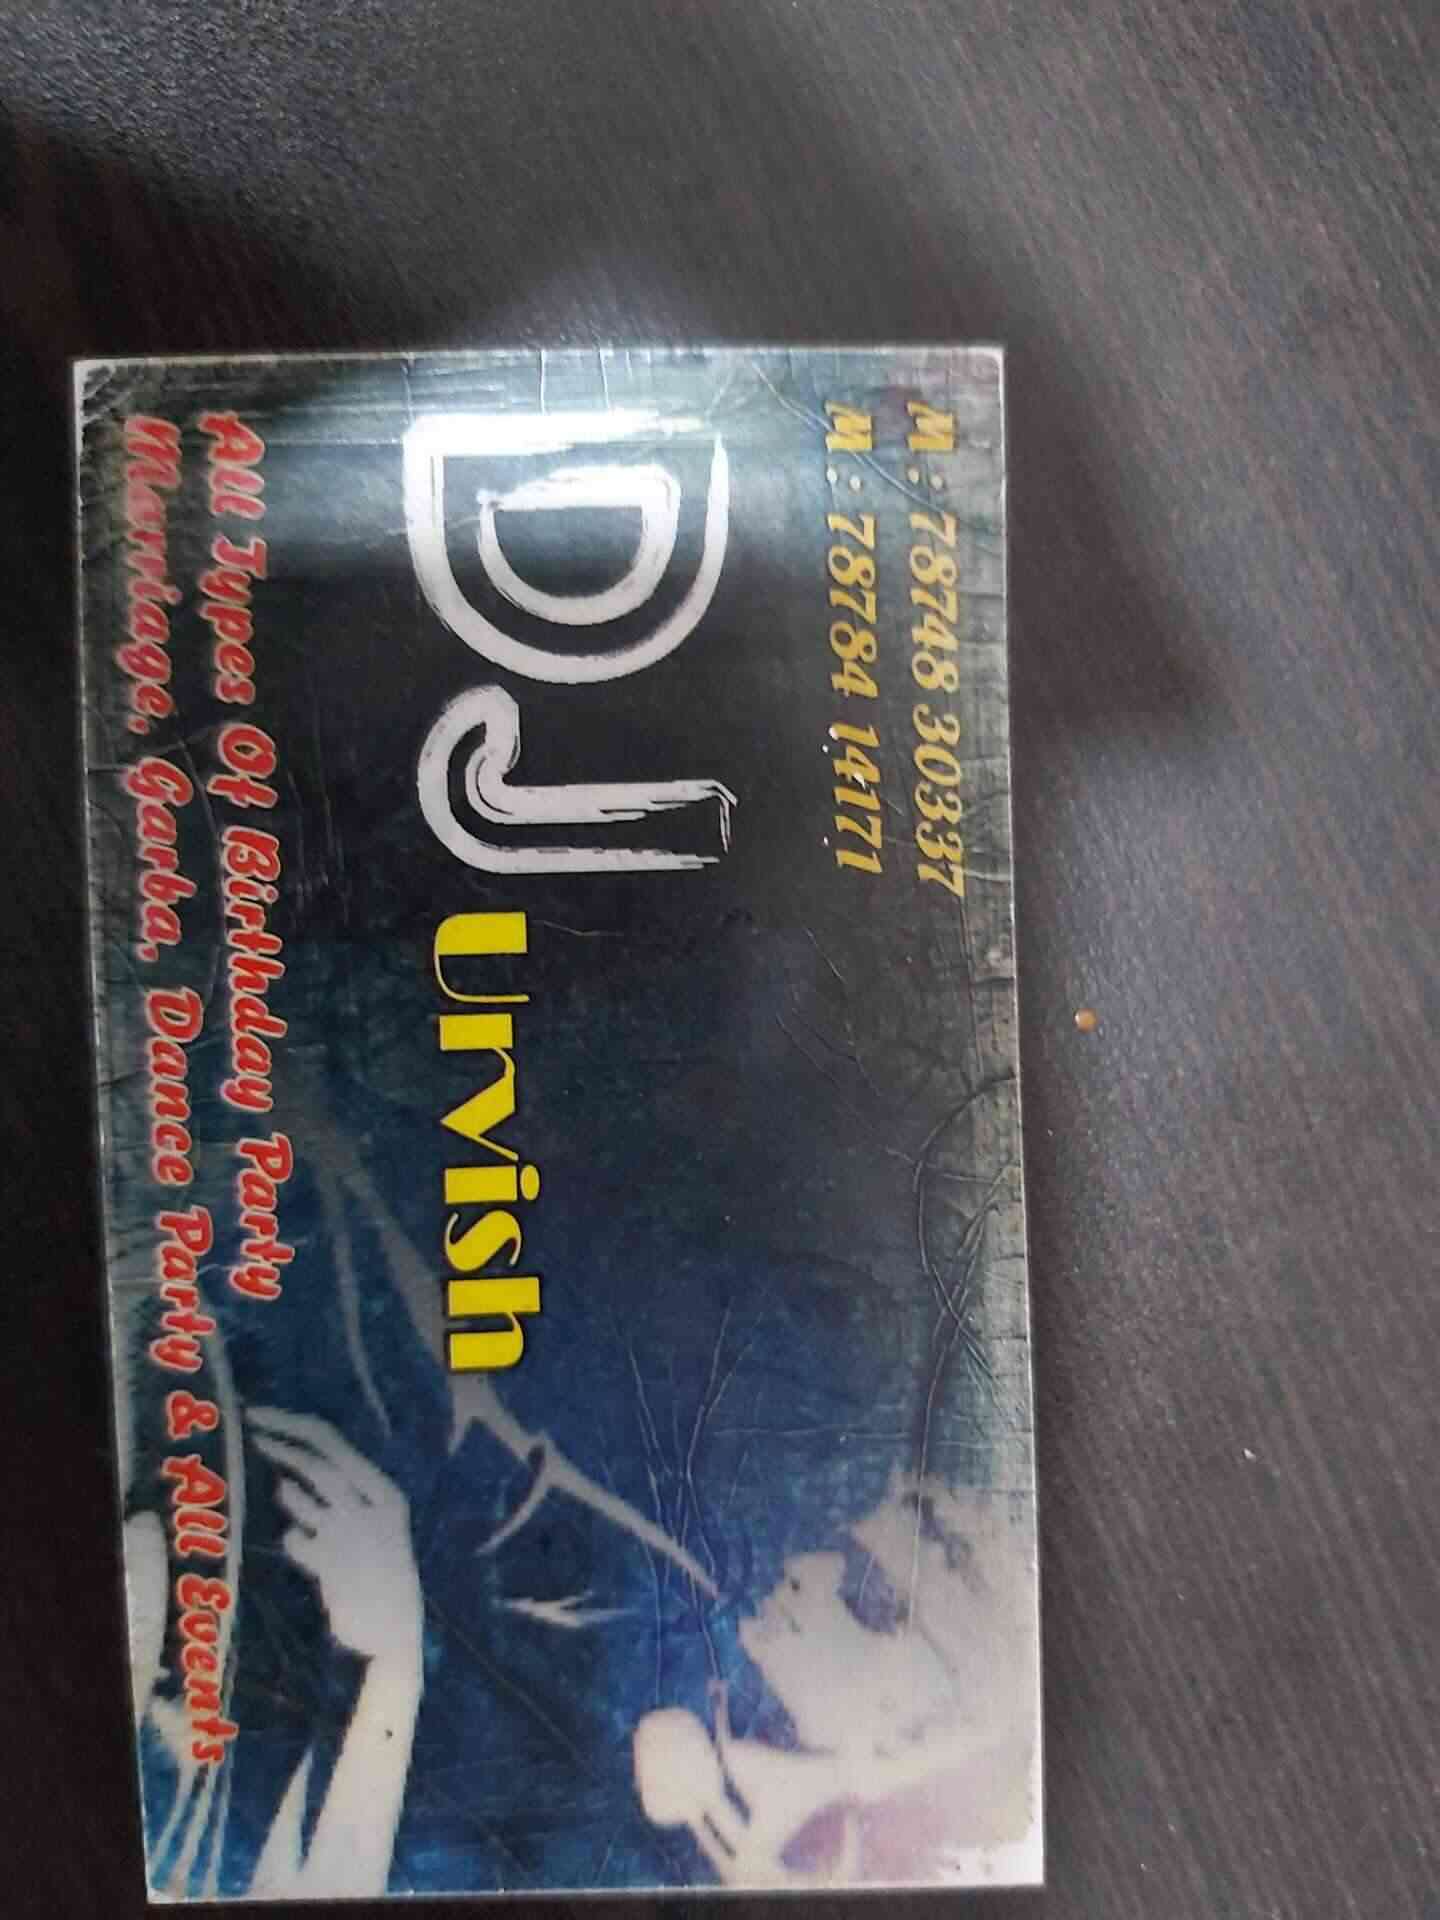 M : 78748 30337
M : 78784 14171
DJ urvish
All Types Of Birthday Party
Marriage, Garba, Dance Party & All Events